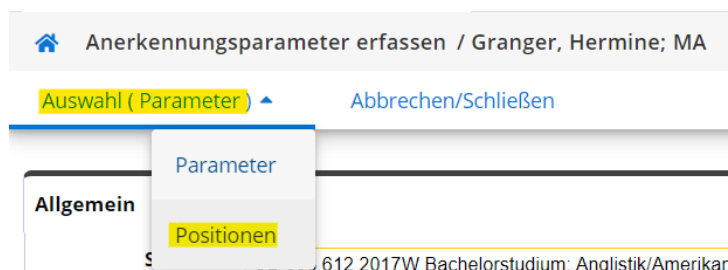 Anerkennungsparameter erfassen / Granger, Hermine; MA
Auswahl ( Parameter ) Abbrechen/Schließen
Parameter
Allgemein
Positionen
612 2017W Bachelorstudium; Anglistik/Amerikan